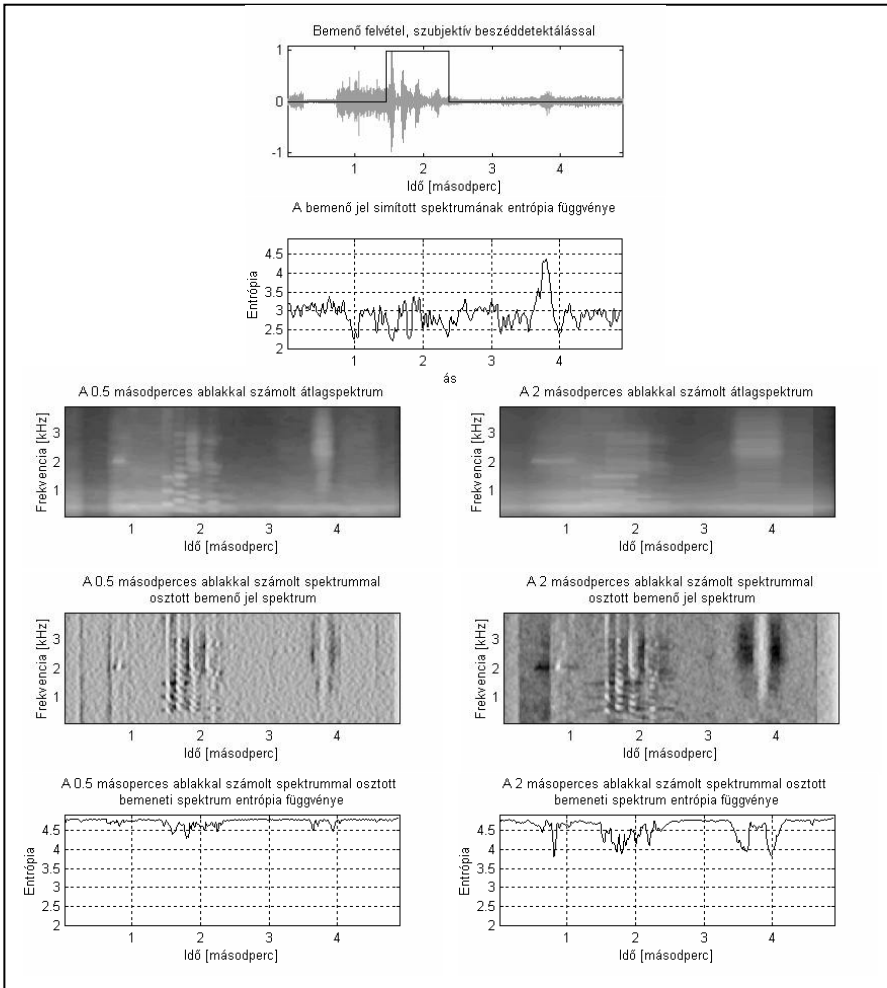 Bemenő felvétel, szubjektív beszéddetektálással
1
0
-1
1 2 3 4
Idő [másodperc]
A bemenő jel simított spektrumának entrópia függvénye
Entrópia
4.5
4
3.5
3
2.5
2
1 2 3 4
ás
A 0.5 másodperces ablakkal számolt átlagspektrum
Frekvencia [kHz]
3
2
1
1 2 3 4
Idő [másodperc]
A 2 másodperces ablakkal számolt átlagspektrum
Frekvencia [kHz]
3
2
1
1 2 3 4
Idő [másodperc]
A 0.5 másodperces ablakkal számolt spektrummal
osztott bemenő jel spektrum
Frekvencia [kHz]
3
2
1
1 2 3 4
Idő [másodperc]
A 2 másodperces ablakkal számolt spektrummal
osztott bemenő jel spektrum
Frekvencia [kHz]
3
2
1
1 2 3 4
Idő [másodperc]
A 0.5 másoperces ablakkal számolt spektrummal osztott
bemeneti spektrum entrópia függvénye
Entrópia
4.5
4
3.5
3
2.5
2
1 2 3 4
Idő [másodperc]
A 2 másoperces ablakkal számolt spektrummal osztott
bemeneti spektrum entrópia függvénye
Entrópia
4.5
4
3.5
3
2.5
2
1 2 3 4
Idő [másodperc]